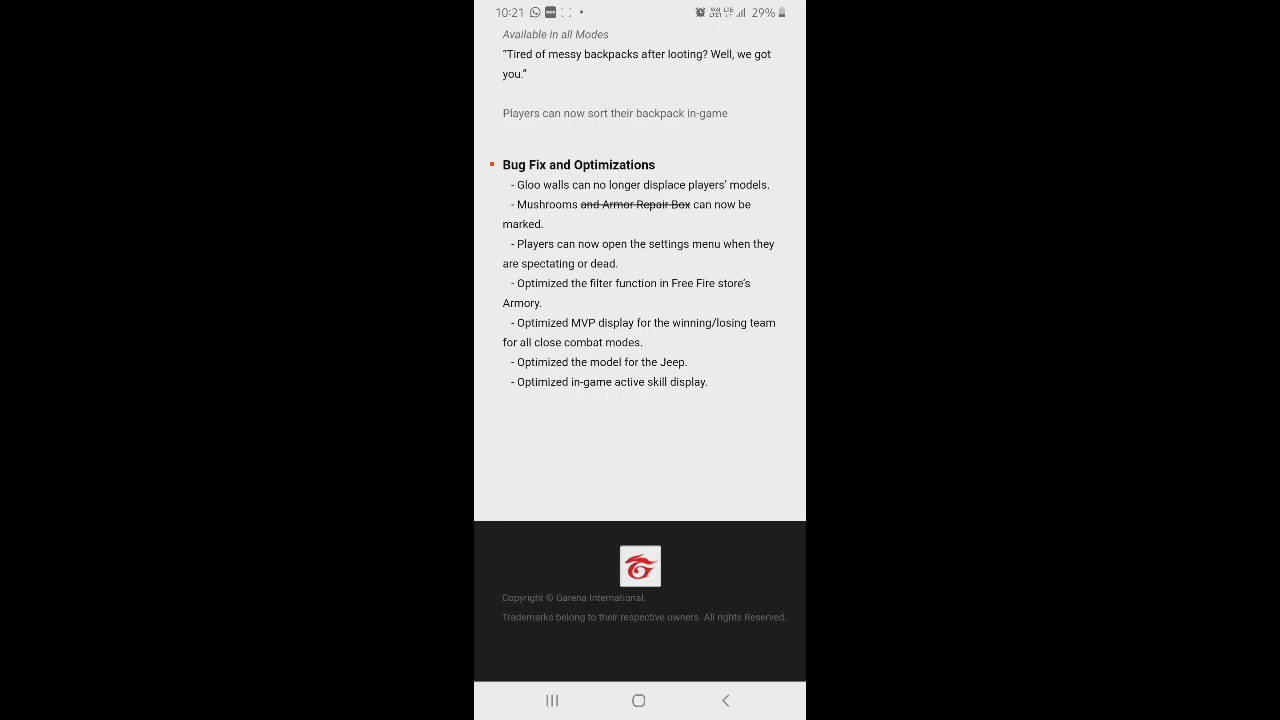 10:21
LTE 29%
Available in all Modes
“Tired of messy backpacks after looting? Well, we got
you.”
Players can now sort their backpack in-game
Bug Fix and Optimizations
- Gloo walls can no longer displace players’ models.
- Mushrooms and Armor Repair Box can now be
marked.
- Players can now open the settings menu when they
are spectating or dead.
- Optimized the filter function in Free Fire store’s
Armory.
- Optimized MVP display for the winning/losing team
for all close combat modes.
- Optimized the model for the Jeep.
- Optimized in-game active skill display.
Copyright © Garena International.
Trademarks belong to their respective owners. All rights Reserved.